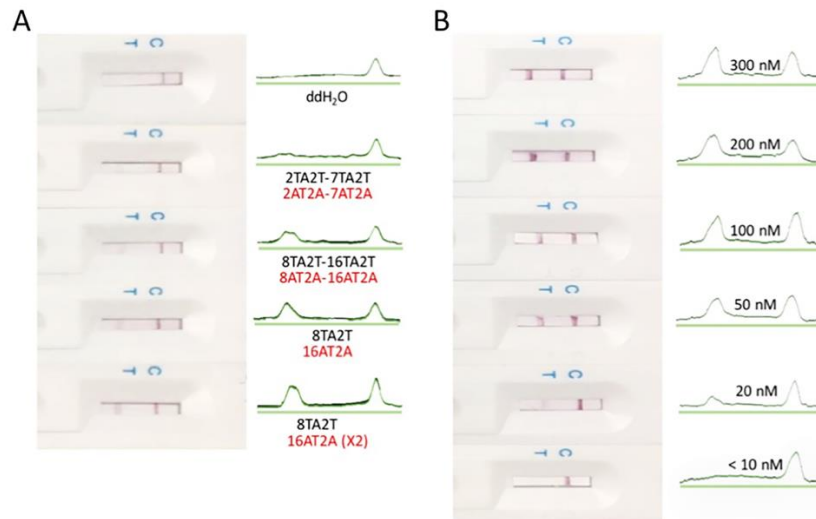 A
B
C
T
ddH₂O
C
T
2TA2T-7TA2T
2AT2A-7AT2A
C
T
8TA2T-16TA2T
8AT2A-16AT2A
C
T
8TA2T
16AT2A
C
T
8TA2T
16AT2A (X2)
C
T
300 nM
C
T
200 nM
C
T
100 nM
C
T
50 nM
C
T
20 nM
C
T
< 10 nM